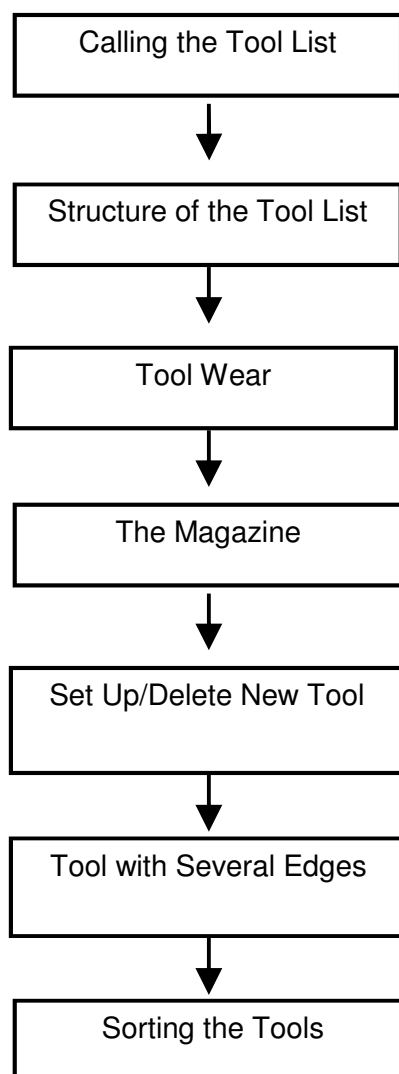 Calling the Tool List
Structure of the Tool List
Tool Wear
The Magazine
Set Up/Delete New Tool
Tool with Several Edges
Sorting the Tools